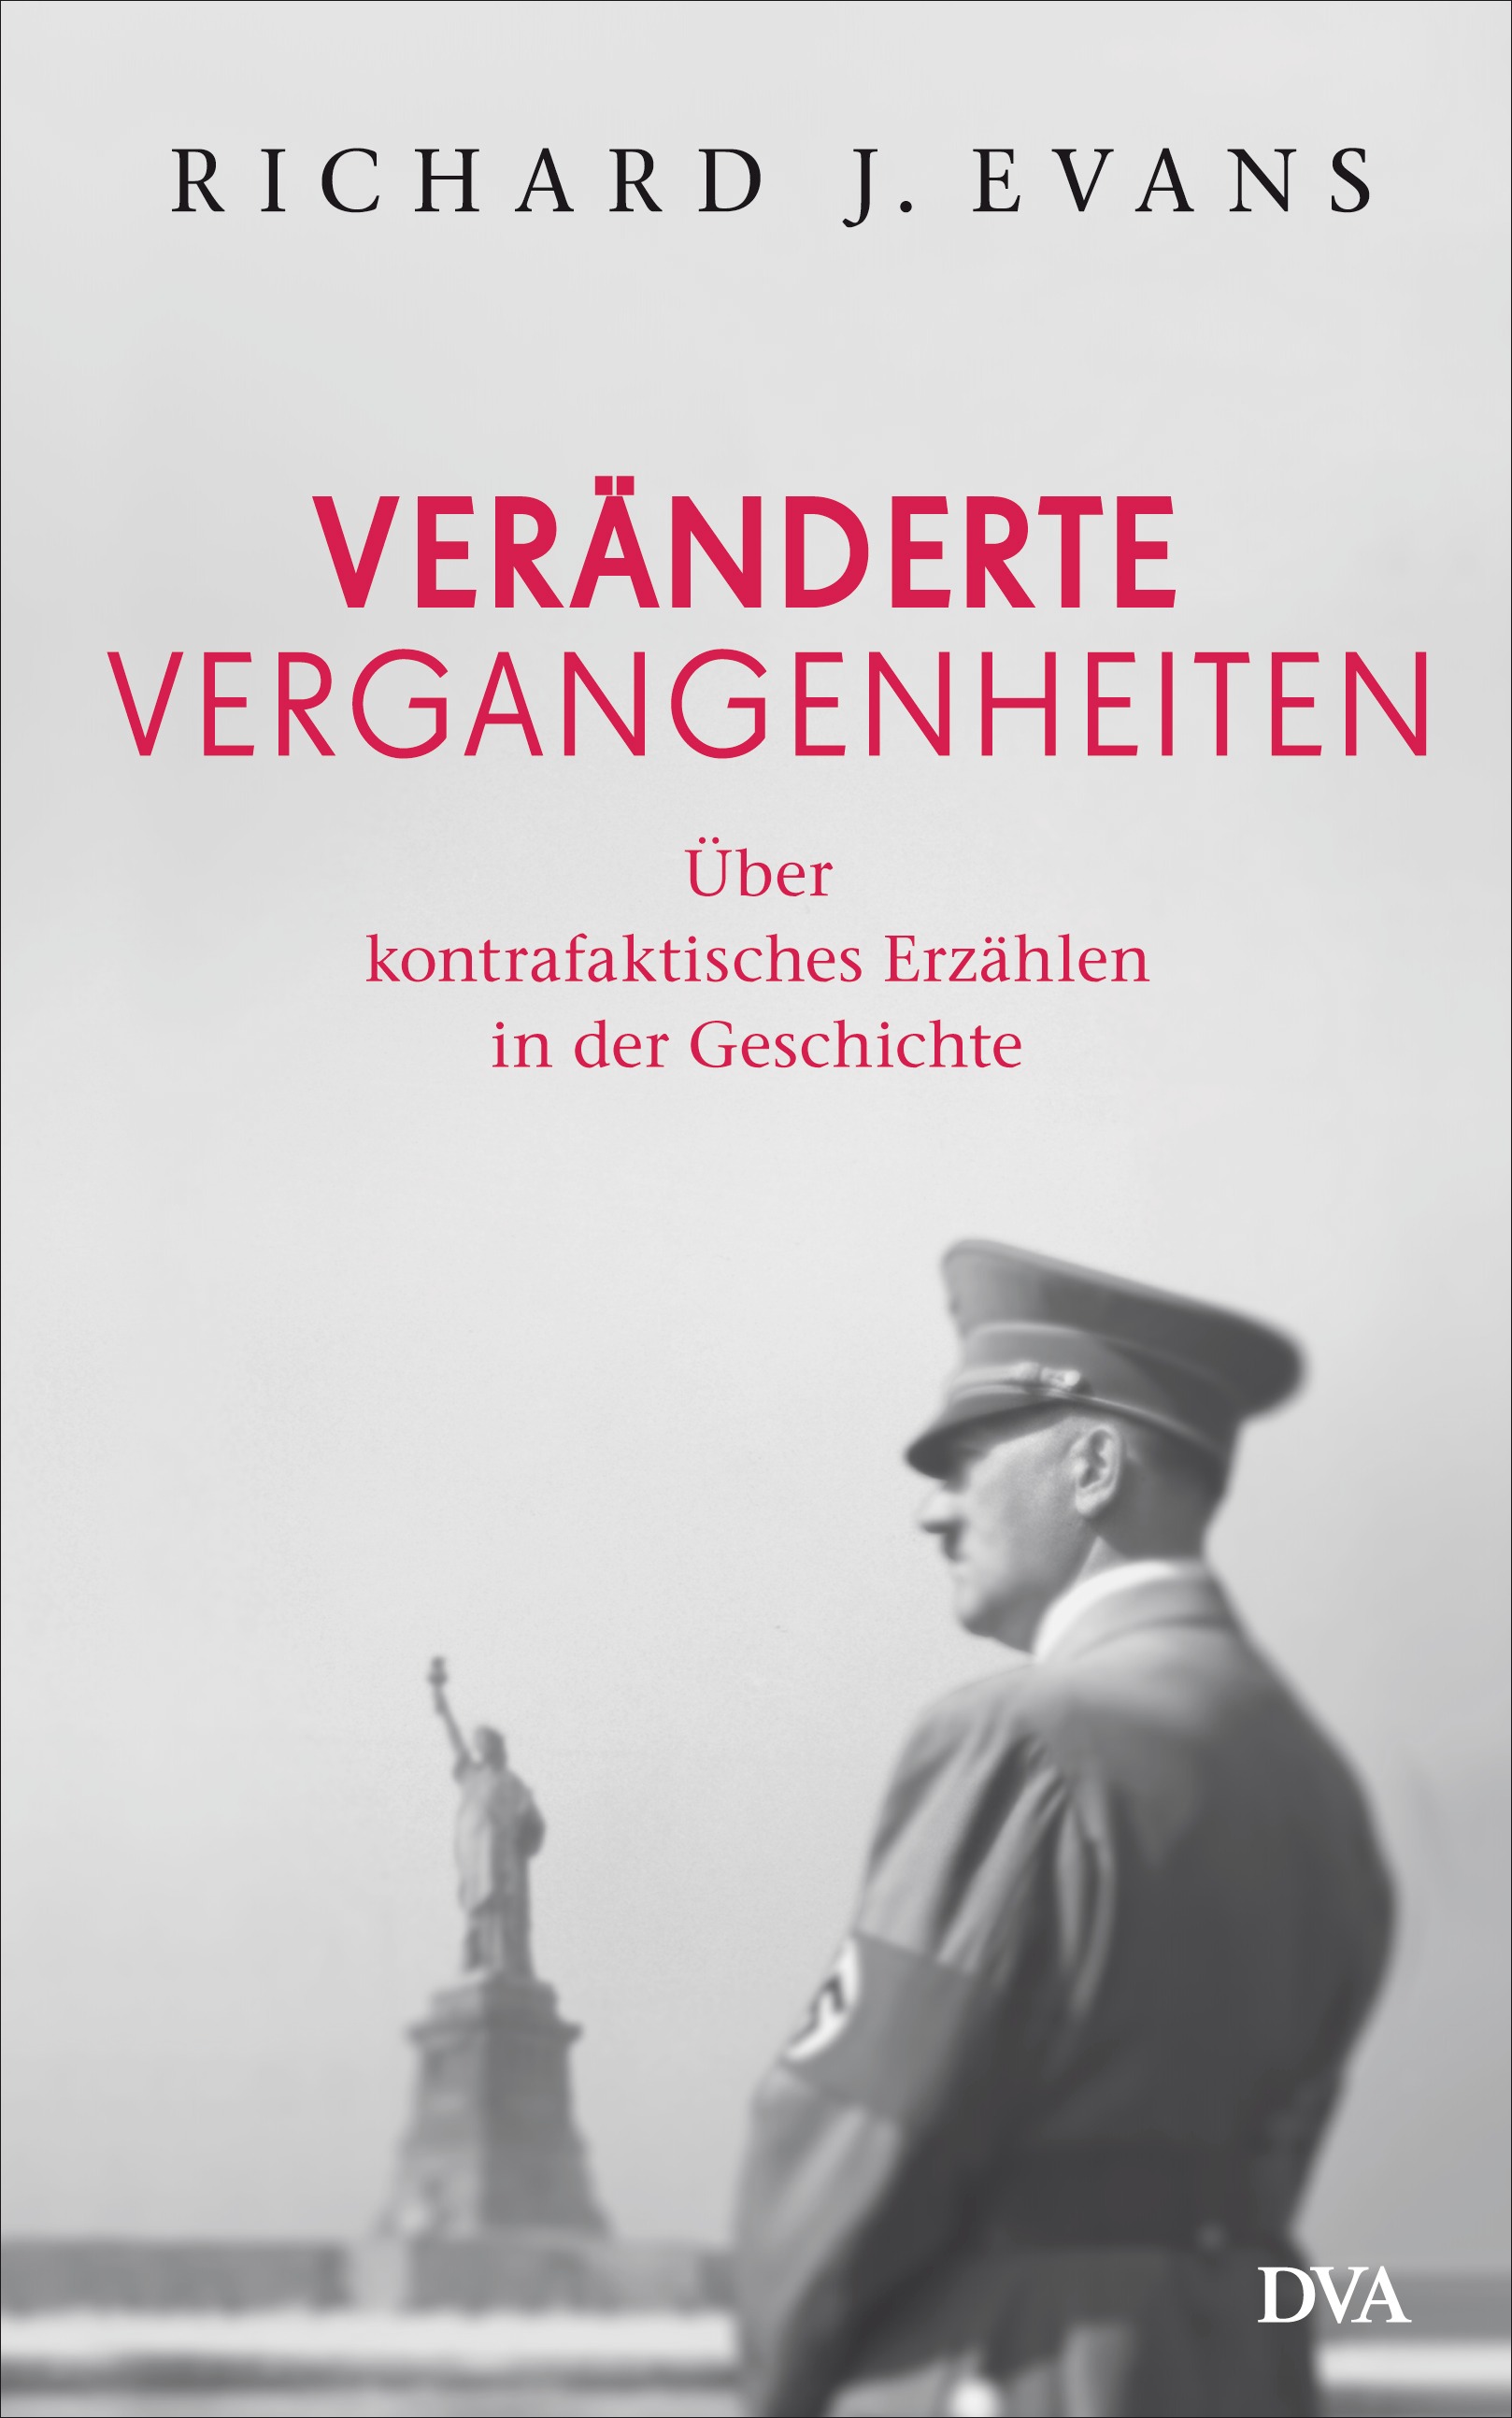 RICHARD J. EVANS
VERÄNDERTE
VERGANGENHEITEN
Über
kontrafaktisches Erzählen
in der Geschichte
DVA